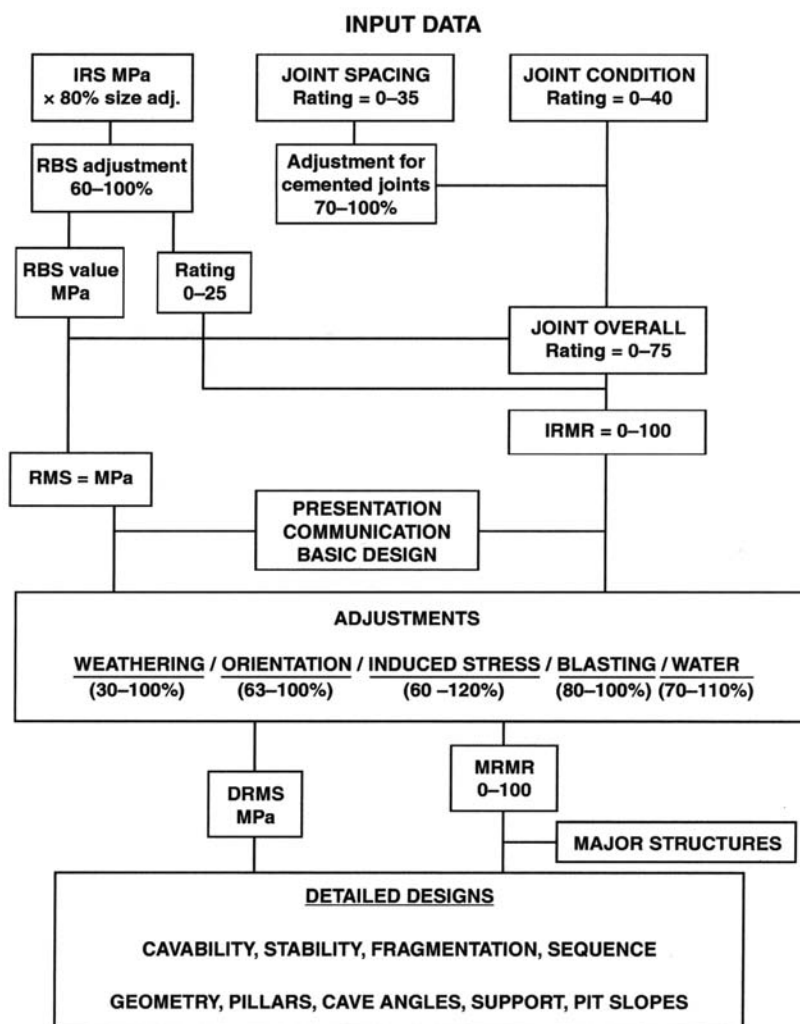 INPUT DATA
IRS MPa
× 80% size adj.
JOINT SPACING
Rating = 0–35
JOINT CONDITION
Rating = 0–40
RBS adjustment
60–100%
Adjustment for
cemented joints
70–100%
RBS value
MPa
Rating
0–25
JOINT OVERALL
Rating = 0–75
IRMR = 0–100
RMS = MPa
PRESENTATION
COMMUNICATION
BASIC DESIGN
ADJUSTMENTS
WEATHERING / ORIENTATION / INDUCED STRESS / BLASTING / WATER
(30–100%) (63–100%) (60 –120%) (80–100%) (70–110%)
DRMS
MPa
MRMR
0–100
MAJOR STRUCTURES
DETAILED DESIGNS
CAVABILITY, STABILITY, FRAGMENTATION, SEQUENCE
GEOMETRY, PILLARS, CAVE ANGLES, SUPPORT, PIT SLOPES